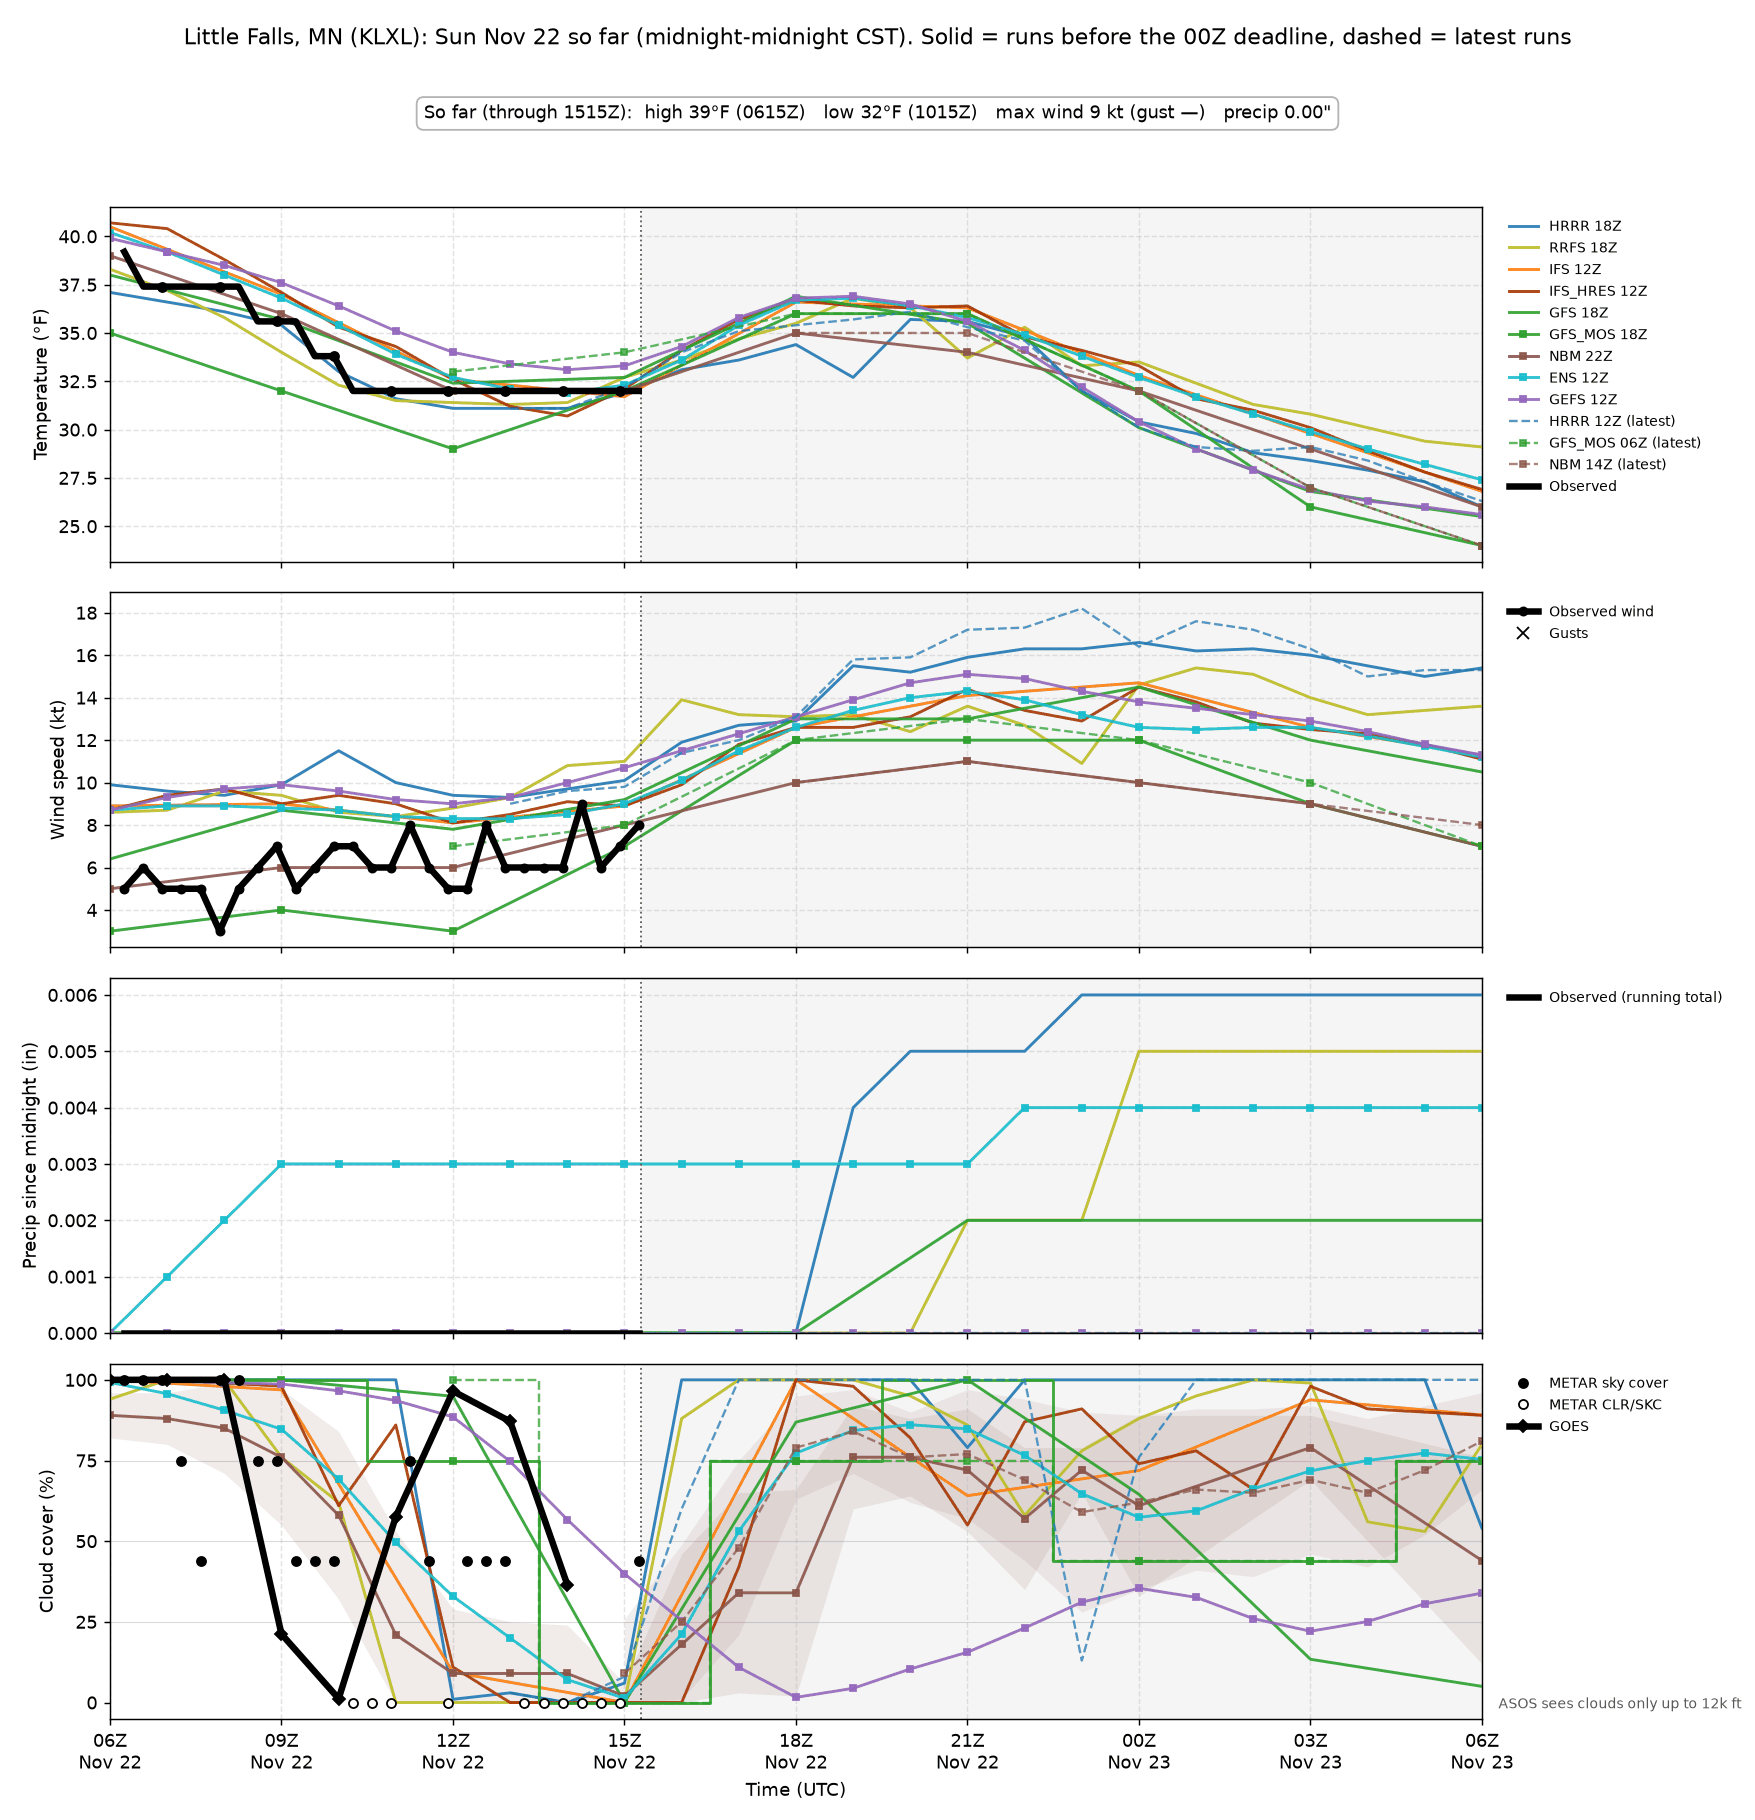 Little Falls, MN (KLXL): Sun Nov 22 so far (midnight-midnight CST). Solid = runs before the 00Z deadline, dashed = latest runs
So far (through 1515Z):  high 39°F (0615Z)   low 32°F (1015Z)   max wind 9 kt (gust —)   precip 0.00"
Temperature (°F)
40.0
37.5
35.0
32.5
30.0
27.5
25.0
HRRR 18Z
RRFS 18Z
IFS 12Z
IFS_HRES 12Z
GFS 18Z
GFS_MOS 18Z
NBM 22Z
ENS 12Z
GEFS 12Z
HRRR 12Z (latest)
GFS_MOS 06Z (latest)
NBM 14Z (latest)
Observed
Wind speed (kt)
18
16
14
12
10
8
6
4
Observed wind
Gusts
Precip since midnight (in)
0.006
0.005
0.004
0.003
0.002
0.001
0.000
Observed (running total)
Cloud cover (%)
100
75
50
25
0
METAR sky cover
METAR CLR/SKC
GOES
ASOS sees clouds only up to 12k ft
06Z
Nov 22
09Z
Nov 22
12Z
Nov 22
15Z
Nov 22
18Z
Nov 22
21Z
Nov 22
00Z
Nov 23
03Z
Nov 23
06Z
Nov 23
Time (UTC)